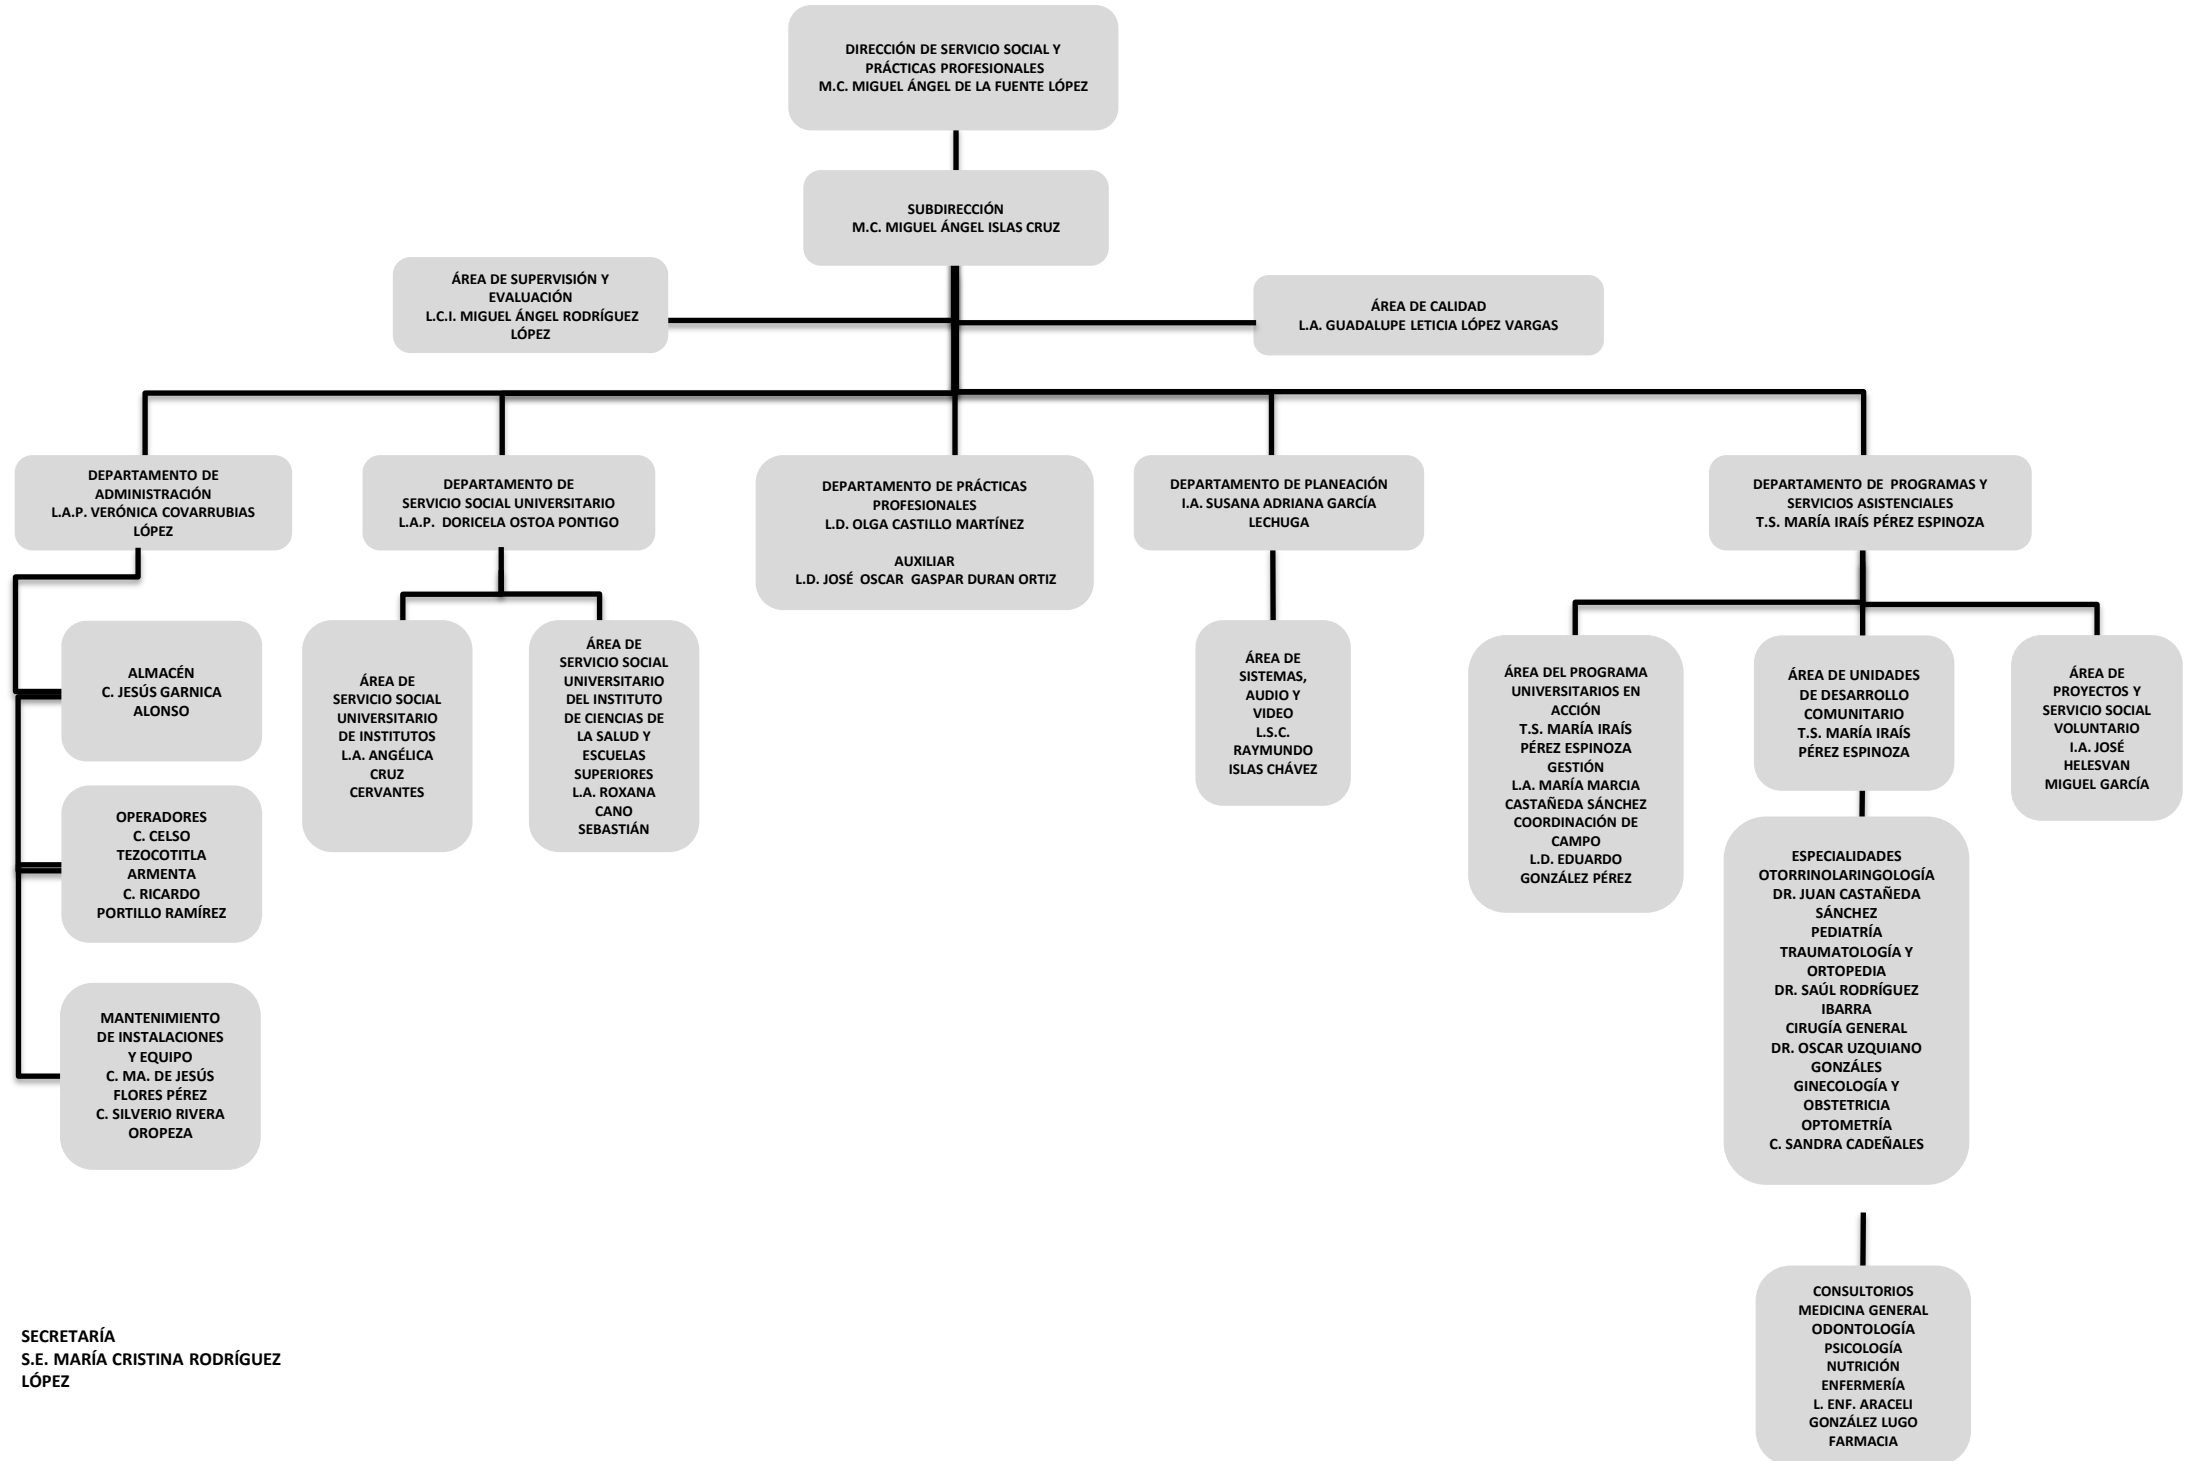 DIRECCIÓN DE SERVICIO SOCIAL Y
PRÁCTICAS PROFESIONALES
M.C. MIGUEL ÁNGEL DE LA FUENTE LÓPEZ
SUBDIRECCIÓN
M.C. MIGUEL ÁNGEL ISLAS CRUZ
ÁREA DE SUPERVISIÓN Y
EVALUACIÓN
L.C.I. MIGUEL ÁNGEL RODRÍGUEZ
LÓPEZ
ÁREA DE CALIDAD
L.A. GUADALUPE LETICIA LÓPEZ VARGAS
DEPARTAMENTO DE
ADMINISTRACIÓN
L.A.P. VERÓNICA COVARRUBIAS
LÓPEZ
DEPARTAMENTO DE
SERVICIO SOCIAL UNIVERSITARIO
L.A.P. DORICELA OSTOA PONTIGO
DEPARTAMENTO DE PRÁCTICAS
PROFESIONALES
L.D. OLGA CASTILLO MARTÍNEZ
AUXILIAR
L.D. JOSÉ OSCAR GASPAR DURAN ORTIZ
DEPARTAMENTO DE PLANEACIÓN
I.A. SUSANA ADRIANA GARCÍA
LECHUGA
DEPARTAMENTO DE PROGRAMAS Y
SERVICIOS ASISTENCIALES
T.S. MARÍA IRAÍS PÉREZ ESPINOZA
ALMACÉN
C. JESÚS GARNICA
ALONSO
OPERADORES
C. CELSO
TEZOCOTITLA
ARMENTA
C. RICARDO
PORTILLO RAMÍREZ
MANTENIMIENTO
DE INSTALACIONES
Y EQUIPO
C. MA. DE JESÚS
FLORES PÉREZ
C. SILVERIO RIVERA
OROPEZA
ÁREA DE
SERVICIO SOCIAL
UNIVERSITARIO
DE INSTITUTOS
L.A. ANGÉLICA
CRUZ
CERVANTES
ÁREA DE
SERVICIO SOCIAL
UNIVERSITARIO
DEL INSTITUTO
DE CIENCIAS DE
LA SALUD Y
ESCUELAS
SUPERIORES
L.A. ROXANA
CANO
SEBASTIÁN
ÁREA DE
SISTEMAS,
AUDIO Y
VIDEO
L.S.C.
RAYMUNDO
ISLAS CHÁVEZ
ÁREA DEL PROGRAMA
UNIVERSITARIOS EN
ACCIÓN
T.S. MARÍA IRAÍS
PÉREZ ESPINOZA
GESTIÓN
L.A. MARÍA MARCIA
CASTAÑEDA SÁNCHEZ
COORDINACIÓN DE
CAMPO
L.D. EDUARDO
GONZÁLEZ PÉREZ
ÁREA DE UNIDADES
DE DESARROLLO
COMUNITARIO
T.S. MARÍA IRAÍS
PÉREZ ESPINOZA
ÁREA DE
PROYECTOS Y
SERVICIO SOCIAL
VOLUNTARIO
I.A. JOSÉ
HELESVAN
MIGUEL GARCÍA
ESPECIALIDADES
OTORRINOLARINGOLOGÍA
DR. JUAN CASTAÑEDA
SÁNCHEZ
PEDIATRÍA
TRAUMATOLOGÍA Y
ORTOPEDIA
DR. SAÚL RODRÍGUEZ
IBARRA
CIRUGÍA GENERAL
DR. OSCAR UZQUIANO
GONZÁLES
GINECOLOGÍA Y
OBSTETRICIA
OPTOMETRÍA
C. SANDRA CADEÑALES
CONSULTORIOS
MEDICINA GENERAL
ODONTOLOGÍA
PSICOLOGÍA
NUTRICIÓN
ENFERMERÍA
L. ENF. ARACELI
GONZÁLEZ LUGO
FARMACIA
SECRETARÍA
S.E. MARÍA CRISTINA RODRÍGUEZ
LÓPEZ